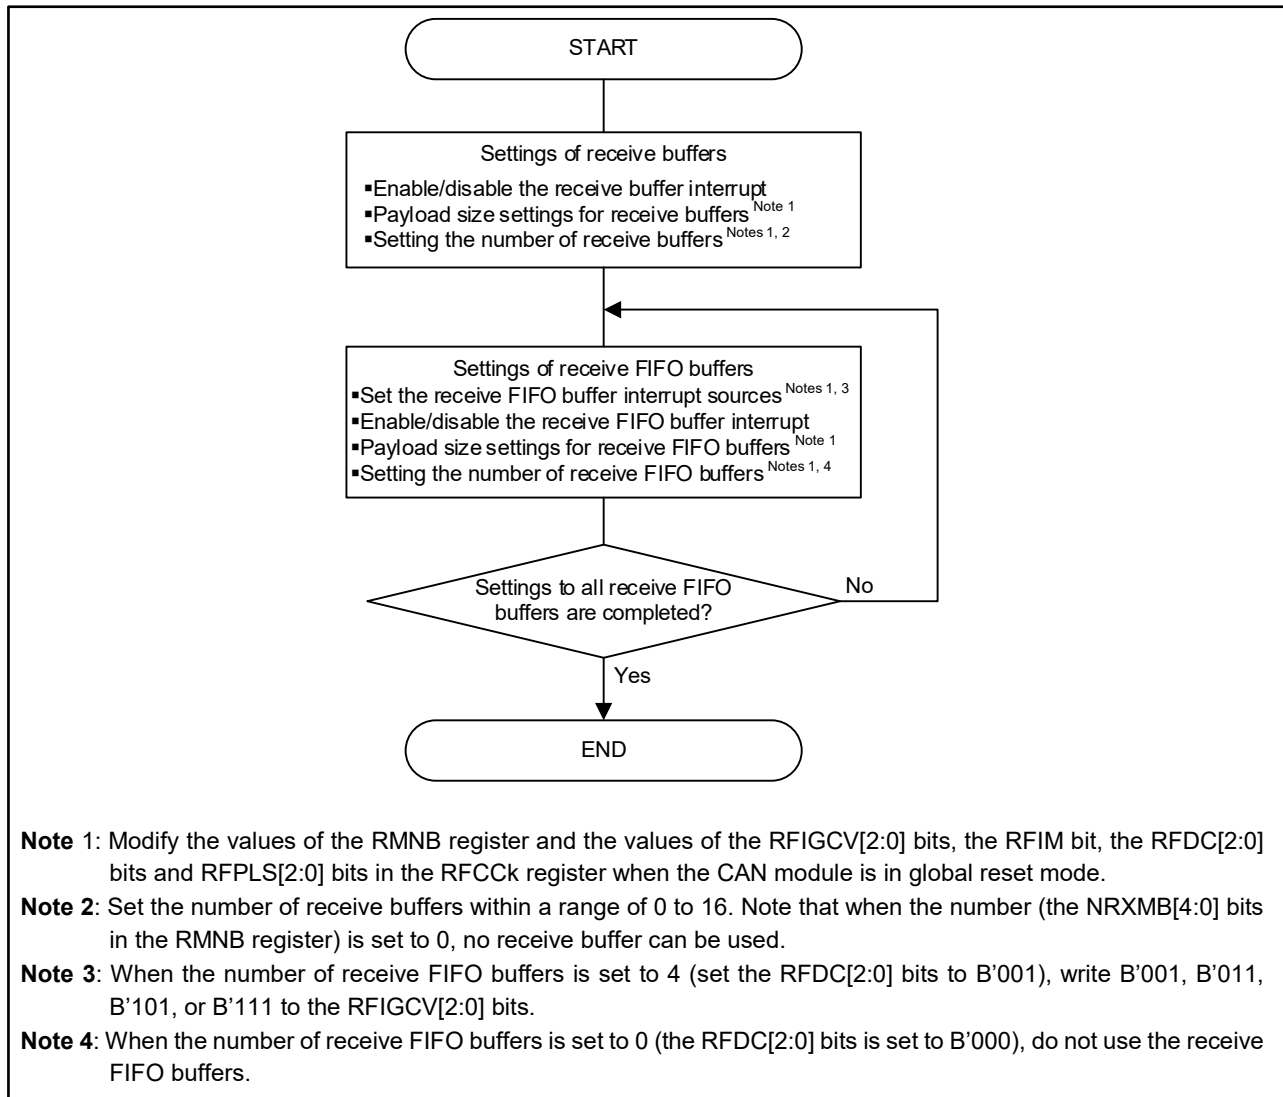 START
Settings of receive buffers
▪Enable/disable the receive buffer interrupt
▪Payload size settings for receive buffers Note 1
▪Setting the number of receive buffers Notes 1, 2
Settings of receive FIFO buffers
▪Set the receive FIFO buffer interrupt sources Notes 1, 3
▪Enable/disable the receive FIFO buffer interrupt
▪Payload size settings for receive FIFO buffers Note 1
▪Setting the number of receive FIFO buffers Notes 1, 4
Settings to all receive FIFO
buffers are completed?
No
Yes
END
Note 1: Modify the values of the RMNB register and the values of the RFIGCV[2:0] bits, the RFIM bit, the RFDC[2:0]
bits and RFPLS[2:0] bits in the RFCCk register when the CAN module is in global reset mode.
Note 2: Set the number of receive buffers within a range of 0 to 16. Note that when the number (the NRXMB[4:0] bits
in the RMNB register) is set to 0, no receive buffer can be used.
Note 3: When the number of receive FIFO buffers is set to 4 (set the RFDC[2:0] bits to B'001), write B'001, B'011,
B'101, or B'111 to the RFIGCV[2:0] bits.
Note 4: When the number of receive FIFO buffers is set to 0 (the RFDC[2:0] bits is set to B'000), do not use the receive
FIFO buffers.